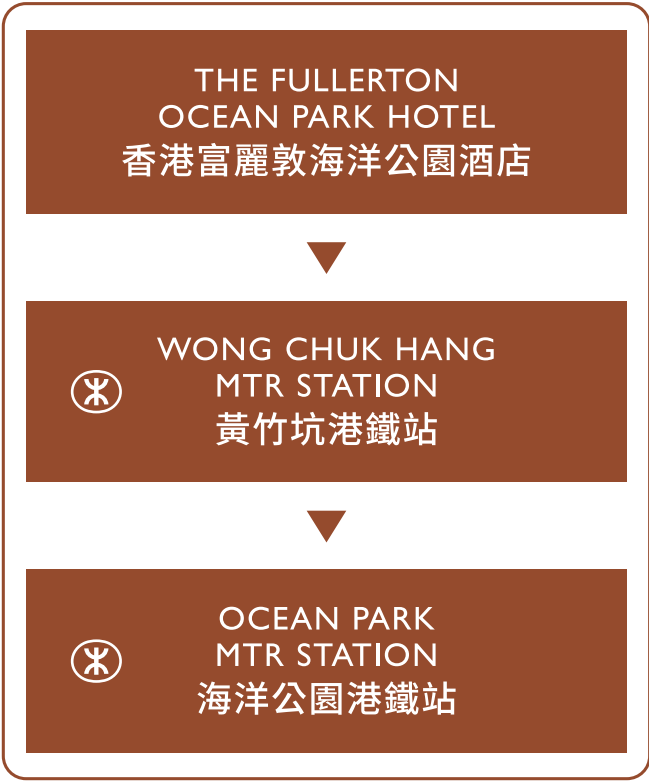 THE FULLERTON
OCEAN PARK HOTEL
香港富麗敦海洋公園酒店
WONG CHUK HANG
MTR STATION
黃竹坑港鐵站
OCEAN PARK
MTR STATION
海洋公園港鐵站